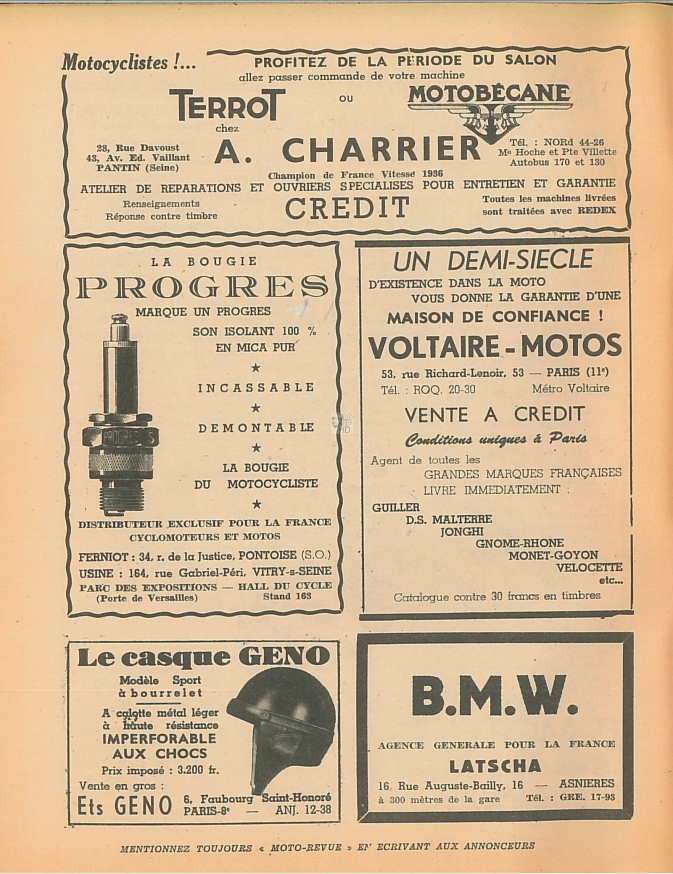 Motocyclistes !...
PROFITEZ DE LA PERIODE DU SALON
allez passer commande de votre machine
TERROT
ou
MOTOBÉCANE
chez
28, Rue Davoust
43, Av. Ed. Vaillant
PANTIN (Seine)
A. CHARRIER
Tél. : NORd 44-26
Mo Hoche et Pte Villette
Autobus 170 et 130
Champion de France Vitesse 1936
ATELIER DE REPARATIONS ET OUVRIERS SPECIALISES POUR ENTRETIEN ET GARANTIE
Renseignements
Réponse contre timbre
CREDIT
Toutes les machines livrées
sont traitées avec REDEX
LA BOUGIE
PROGRES
MARQUE UN PROGRES
SON ISOLANT 100 %
EN MICA PUR
★
INCASSABLE
★
DEMONTABLE
★
LA BOUGIE
DU MOTOCYCLISTE
★
DISTRIBUTEUR EXCLUSIF POUR LA FRANCE
CYCLOMOTEURS ET MOTOS
FERNIOT : 34, r. de la Justice, PONTOISE (S.O.)
USINE : 164, rue Gabriel-Péri, VITRY-s-SEINE
PARC DES EXPOSITIONS — HALL DU CYCLE
(Porte de Versailles) Stand 163
UN DEMI-SIECLE
D'EXISTENCE DANS LA MOTO
VOUS DONNE LA GARANTIE D'UNE
MAISON DE CONFIANCE !
VOLTAIRE-MOTOS
53, rue Richard-Lenoir, 53 — PARIS (11e)
Tél. : ROQ. 20-30 Métro Voltaire
VENTE A CREDIT
Conditions uniques à Paris
Agent de toutes les
GRANDES MARQUES FRANÇAISES
LIVRE IMMEDIATEMENT :
GUILLER
D.S. MALTERRE
JONGHI
GNOME-RHONE
MONET-GOYON
VELOCETTE
etc...
Catalogue contre 30 francs en timbres
Le casque GENO
Modèle Sport
à bourrelet
A calotte métal léger
à haute résistance
IMPERFORABLE
AUX CHOCS
Prix imposé : 3.200 fr.
Vente en gros :
Ets GENO
6, Faubourg Saint-Honoré
PARIS-8e — ANJ. 12-38
B.M.W.
AGENCE GENERALE POUR LA FRANCE
LATSCHA
16, Rue Auguste-Bailly, 16 — ASNIERES
à 300 mètres de la gare Tél. : GRE. 17-93
MENTIONNEZ TOUJOURS « MOTO-REVUE » EN ECRIVANT AUX ANNONCEURS